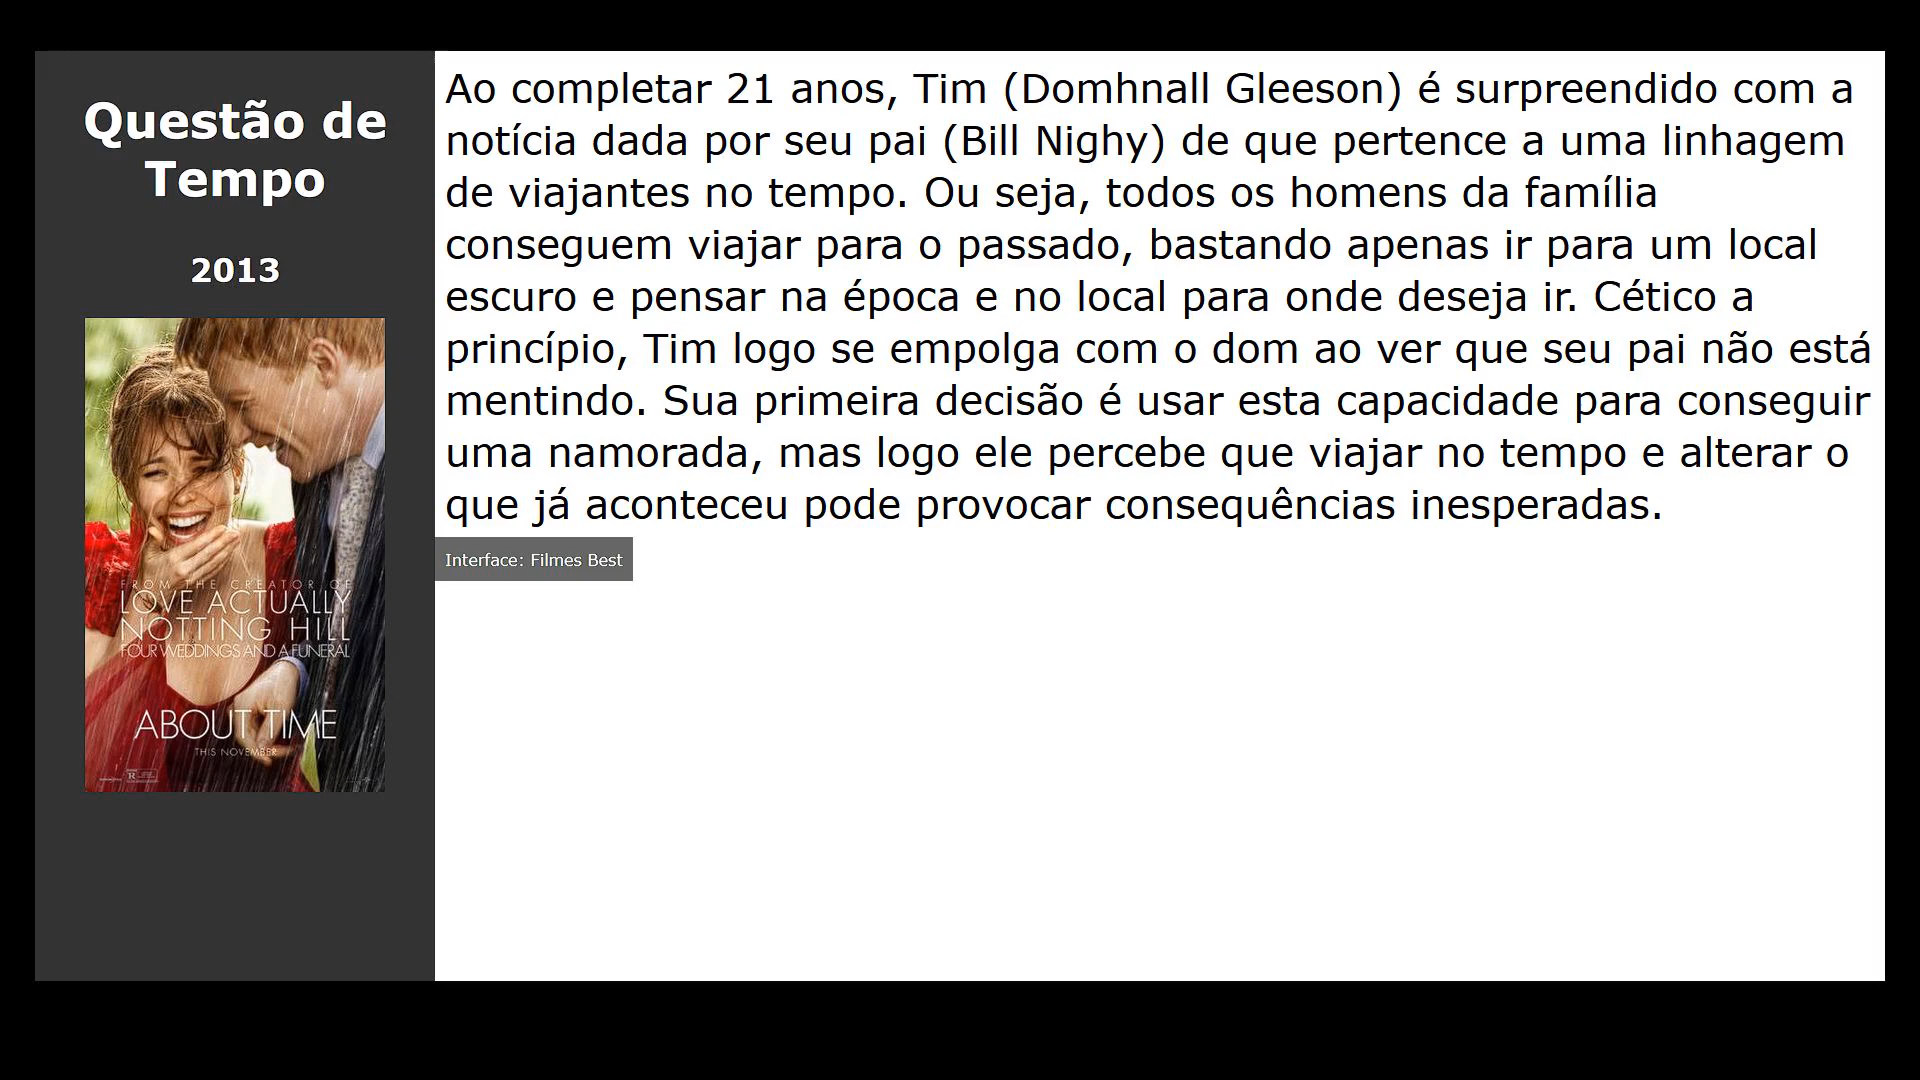 Questão de
Tempo
2013
FROM THE CREATOR OF
LOVE ACTUALLY
NOTTING HILL
FOUR WEDDINGS AND A FUNERAL
ABOUT TIME
THIS NOVEMBER
R
Ao completar 21 anos, Tim (Domhnall Gleeson) é surpreendido com a
notícia dada por seu pai (Bill Nighy) de que pertence a uma linhagem
de viajantes no tempo. Ou seja, todos os homens da família
conseguem viajar para o passado, bastando apenas ir para um local
escuro e pensar na época e no local para onde deseja ir. Cético a
princípio, Tim logo se empolga com o dom ao ver que seu pai não está
mentindo. Sua primeira decisão é usar esta capacidade para conseguir
uma namorada, mas logo ele percebe que viajar no tempo e alterar o
que já aconteceu pode provocar consequências inesperadas.
Interface: Filmes Best